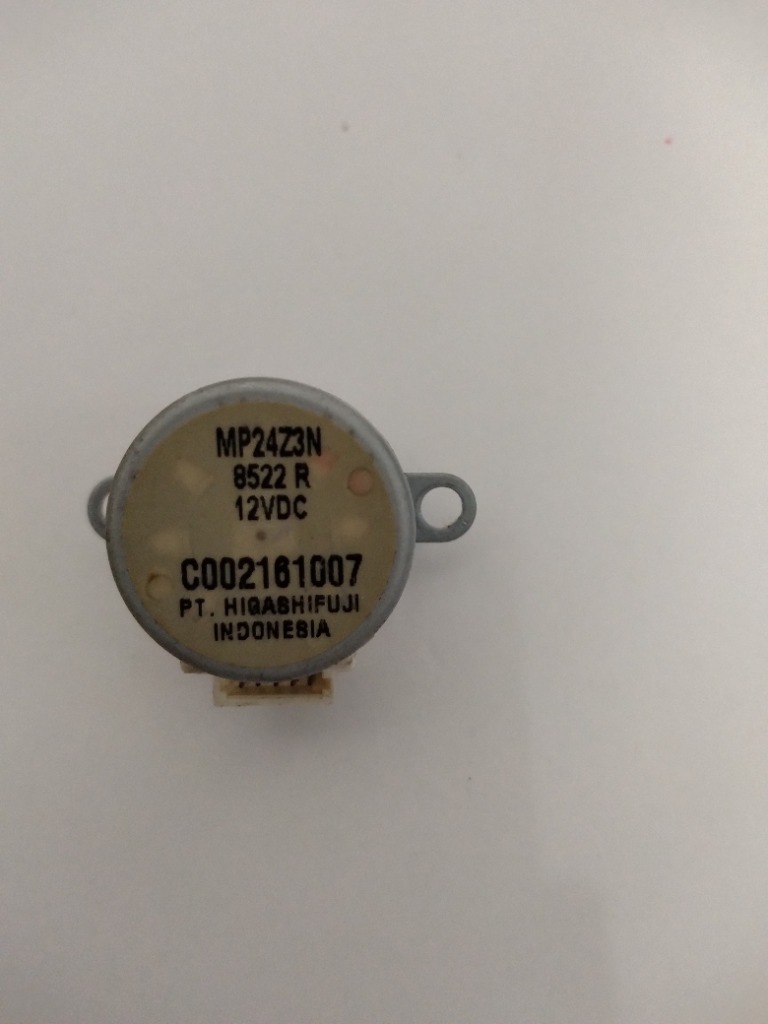 MP24Z3N
8522 R
12VDC
C002161007
PT. HIGASHIFUJI
INDONESIA